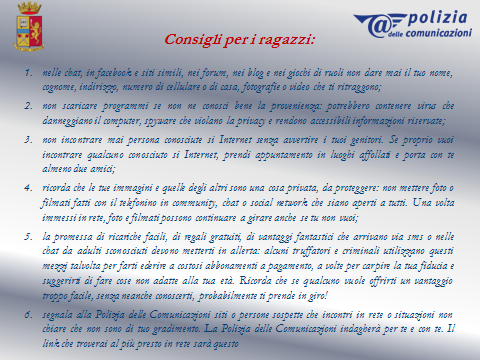 polizia
delle comunicazioni
Consigli per i ragazzi:
1. nelle chat, in facebook e siti simili, nei forum, nei blog e nei giochi di ruoli non dare mai il tuo nome,
cognome, indirizzo, numero di cellulare o di casa, fotografie o video che ti ritraggono;
2. non scaricare programmi se non ne conosci bene la provenienza: potrebbero contenere virus che
danneggiano il computer, spyware che violano la privacy e rendono accessibili informazioni riservate;
3. non incontrare mai persone conosciute si Internet senza avvertire i tuoi genitori. Se proprio vuoi
incontrare qualcuno conosciuto si Internet, prendi appuntamento in luoghi affollati e porta con te
almeno due amici;
4. ricorda che le tue immagini e quelle degli altri sono una cosa privata, da proteggere: non mettere foto o
filmati fatti con il telefonino in community, chat o social network che siano aperti a tutti. Una volta
immessi in rete, foto e filmati possono continuare a girare anche se tu non vuoi;
5. la promessa di ricariche facili, di regali gratuiti, di vantaggi fantastici che arrivano via sms o nelle
chat da adulti sconosciuti devono metterti in allerta: alcuni truffatori e criminali utilizzano questi
mezzi talvolta per farti aderire a costosi abbonamenti a pagamento, a volte per carpire la tua fiducia e
suggerirti di fare cose non adatte alla tua età. Ricorda che se qualcuno vuole offrirti un vantaggio
troppo facile, senza neanche conoscerti, probabilmente ti prende in giro!
6. segnala alla Polizia delle Comunicazioni siti o persone sospette che incontri in rete o situazioni non
chiare che non sono di tuo gradimento. La Polizia delle Comunicazioni indagherà per te e con te. Il
link che troverai al più presto in rete sarà questo